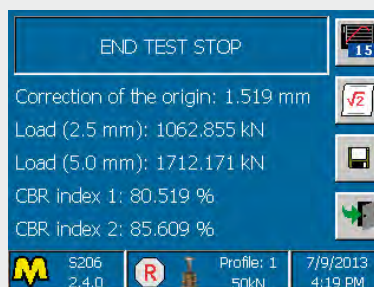 END TEST STOP
15
Correction of the origin: 1.519 mm
√2
Load (2.5 mm): 1062.855 kN
Load (5.0 mm): 1712.171 kN
CBR index 1: 80.519 %
CBR index 2: 85.609 %
M S206 R Profile: 1 7/9/2013
2.4.0 50kN 4:19 PM